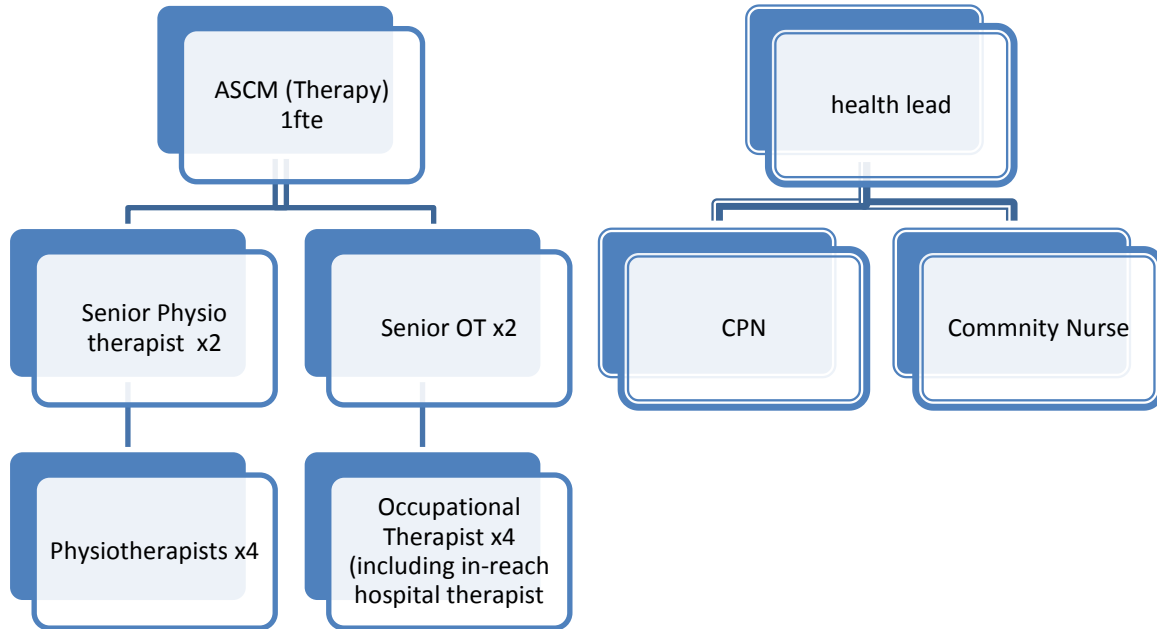 ASCM (Therapy)
1fte
health lead
Senior Physio
therapist x2
Senior OT x2
CPN
Commnity Nurse
Physiotherapists x4
Occupational
Therapist x4
(including in-reach
hospital therapist